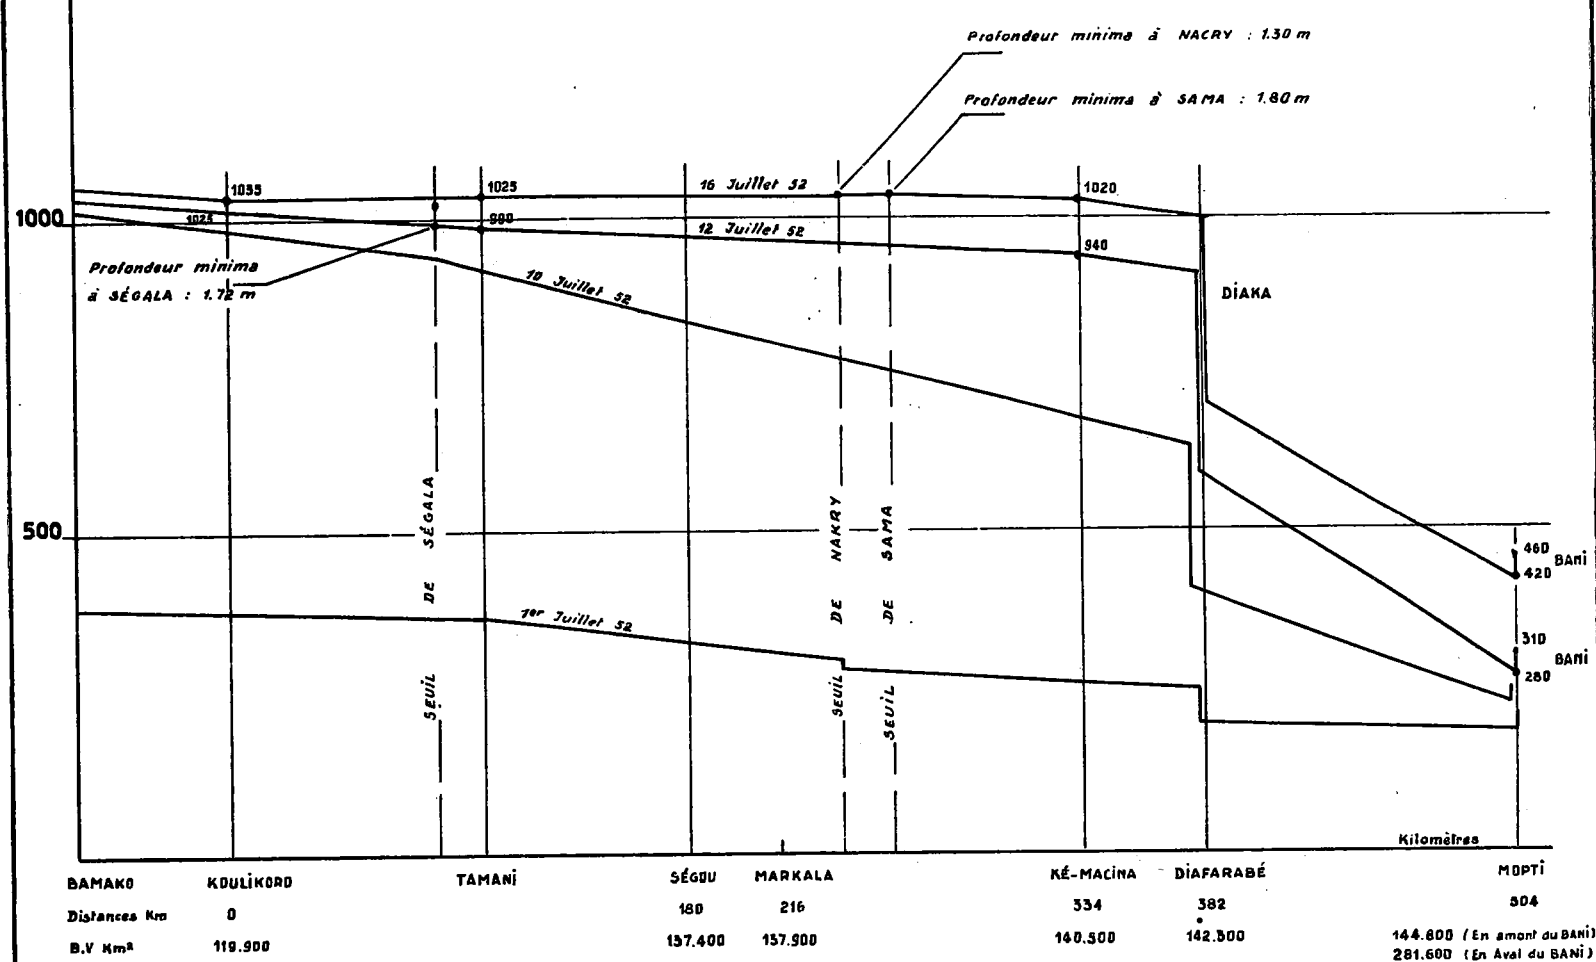 Profondeur minima à NACRY : 1.30 m
Profondeur minima à SAMA : 1.80 m
1035
1025
16 Juillet 52
1020
1000
1025
980
12 Juillet 52
940
Profondeur minima
à SÉGALA : 1.72 m
10 Juillet 52
DIAKA
SEUIL DE SÉGALA
SEUIL DE NAKRY
SEUIL DE SAMA
500
460 BANI
420
1er Juillet 52
310
BANI
280
Kilomètres
BAMAKO KOULIKORO TAMANI SÉGOU MARKALA KÉ-MACINA DIAFARABÉ MOPTI
Distances Km 0 180 216 334 382 504
B.V Km² 119.900 137.400 137.900 140.500 142.300 144.800 (En amont du BANI)
281.600 (En Aval du BANI)